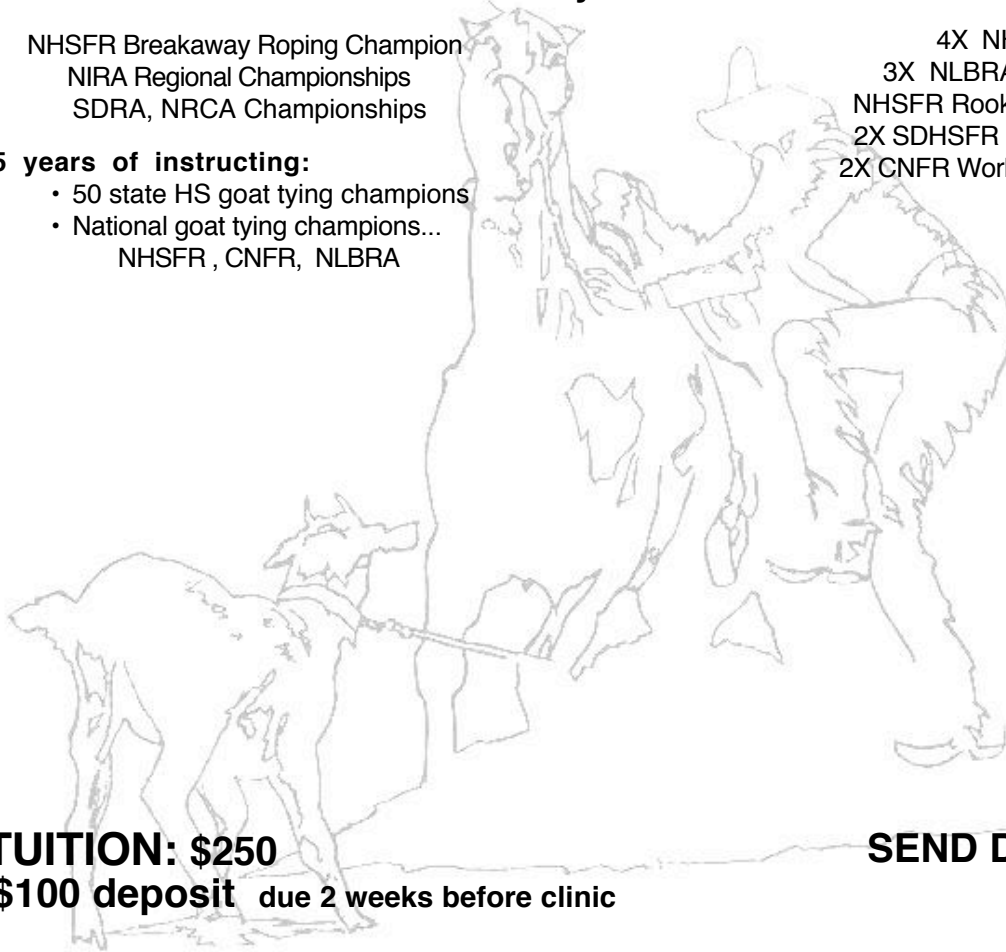 NHSFR Breakaway Roping Champion
NIRA Regional Championships
SDRA, NRCA Championships
years of instructing:
• 50 state HS goat tying champions
• National goat tying champions...
NHSFR , CNFR, NLBRA
4X
3X NLBRA
NHSFR
2X SDHSFR
2X CNFR
TUITION: $250
$100 deposit due 2 weeks before clinic
SEND